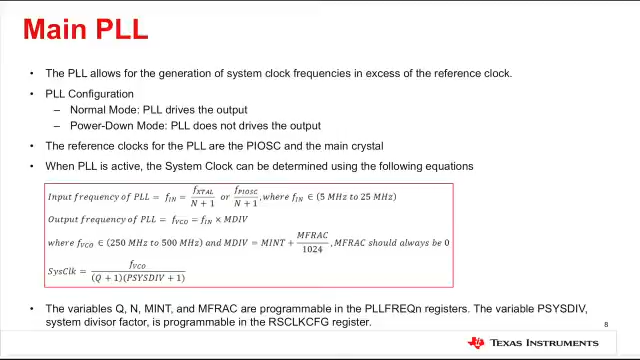 Main PLL
• The PLL allows for the generation of system clock frequencies in excess of the reference clock.
• PLL Configuration
– Normal Mode: PLL drives the output
– Power-Down Mode: PLL does not drives the output
• The reference clocks for the PLL are the PIOSC and the main crystal
• When PLL is active, the System Clock can be determined using the following equations
Input frequency of PLL = f_IN = f_XTAL / (N + 1) or f_PIOSC / (N + 1), where f_IN ∈ (5 MHz to 25 MHz)
Output frequency of PLL = f_VCO = f_IN × MDIV
where f_VCO ∈ (250 MHz to 500 MHz) and MDIV = MINT + MFRAC / 1024, MFRAC should always be 0
SysClk = f_VCO / (Q + 1)(PSYSDIV + 1)
• The variables Q, N, MINT, and MFRAC are programmable in the PLLFREQn registers. The variable PSYSDIV,
system divisor factor, is programmable in the RSCLKCFG register.
8
TEXAS INSTRUMENTS